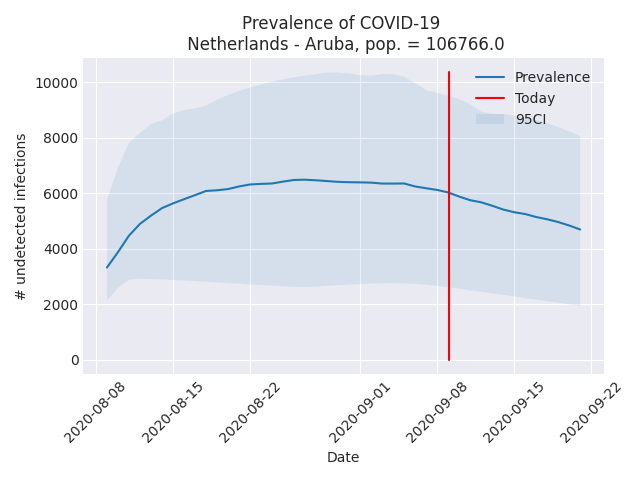 Prevalence of COVID-19
Netherlands - Aruba, pop. = 106766.0
Prevalence
Today
95CI
# undetected infections
10000
8000
6000
4000
2000
0
2020-08-08
2020-08-15
2020-08-22
2020-09-01
2020-09-08
2020-09-15
2020-09-22
Date